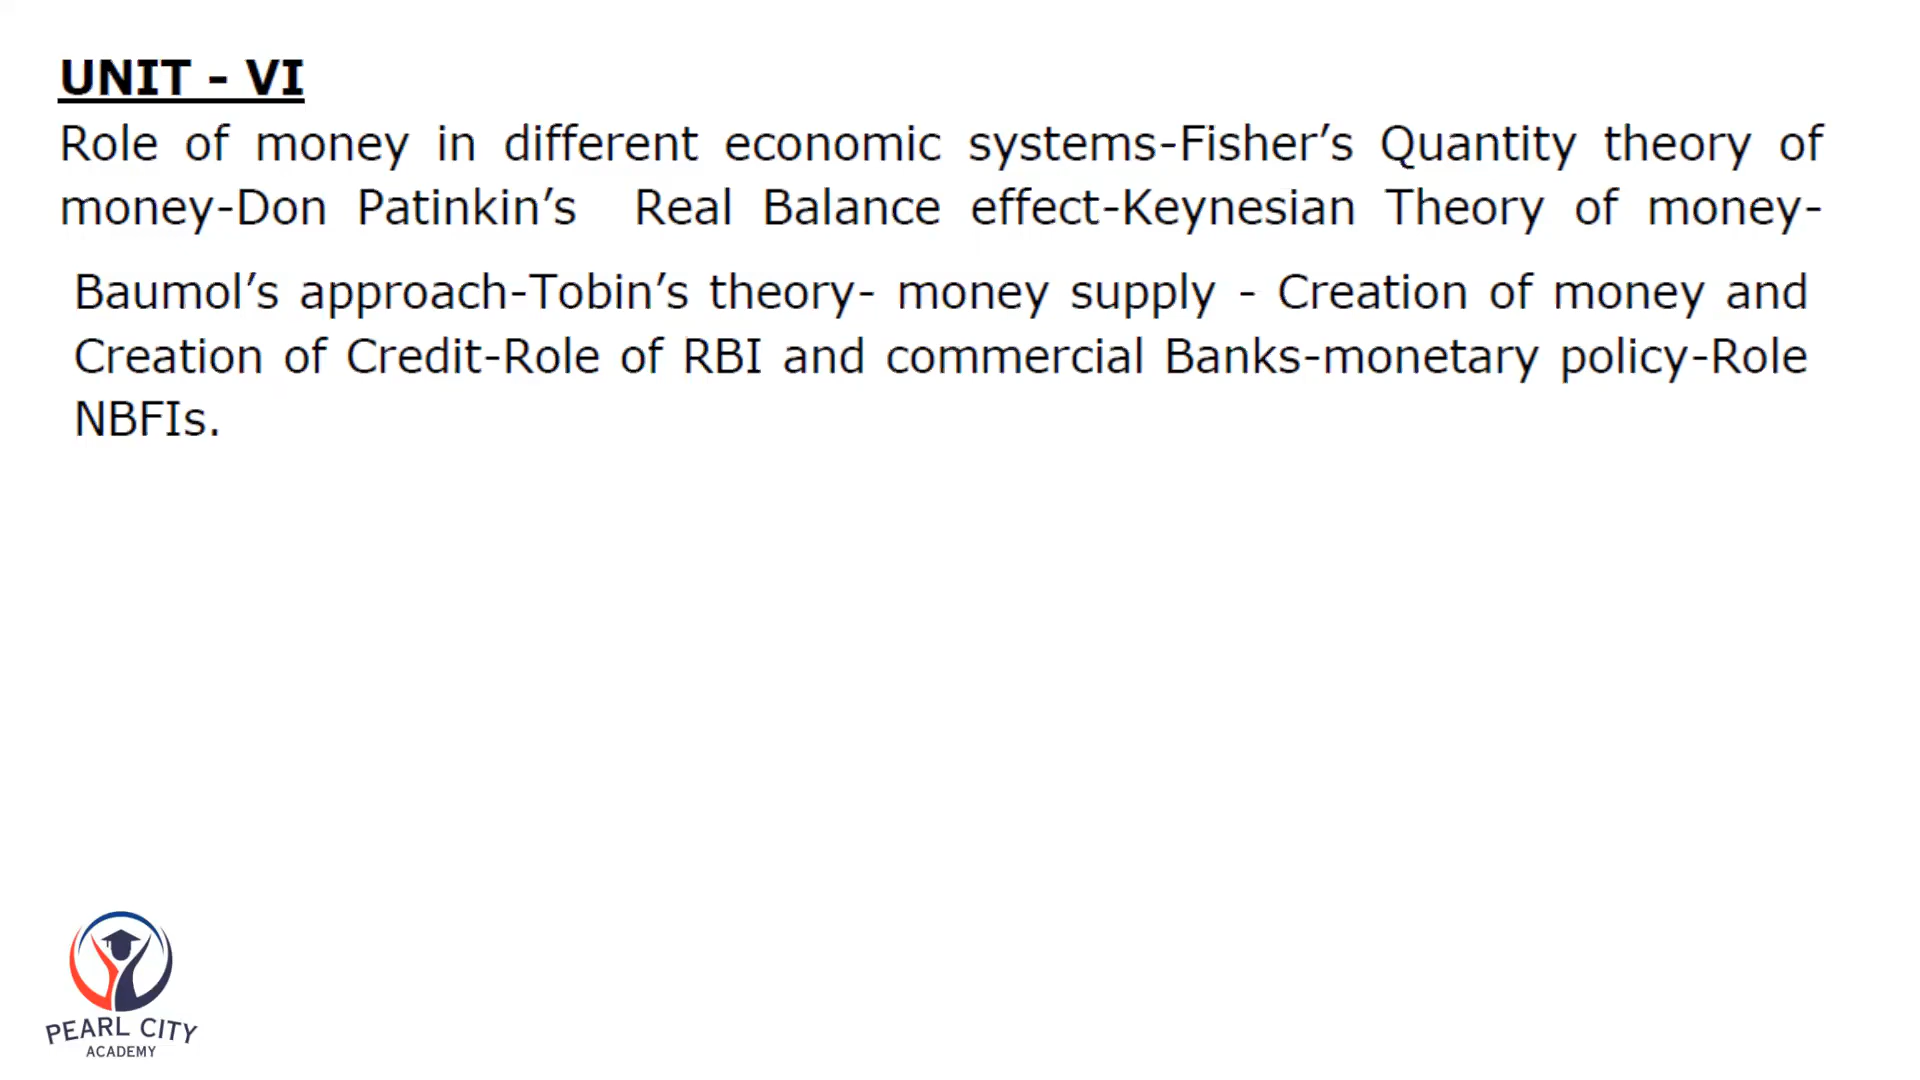 UNIT - VI
Role of money in different economic systems-Fisher’s Quantity theory of
money-Don Patinkin’s Real Balance effect-Keynesian Theory of money-
Baumol’s approach-Tobin’s theory- money supply - Creation of money and
Creation of Credit-Role of RBI and commercial Banks-monetary policy-Role
NBFIs.
PEARL CITY
ACADEMY